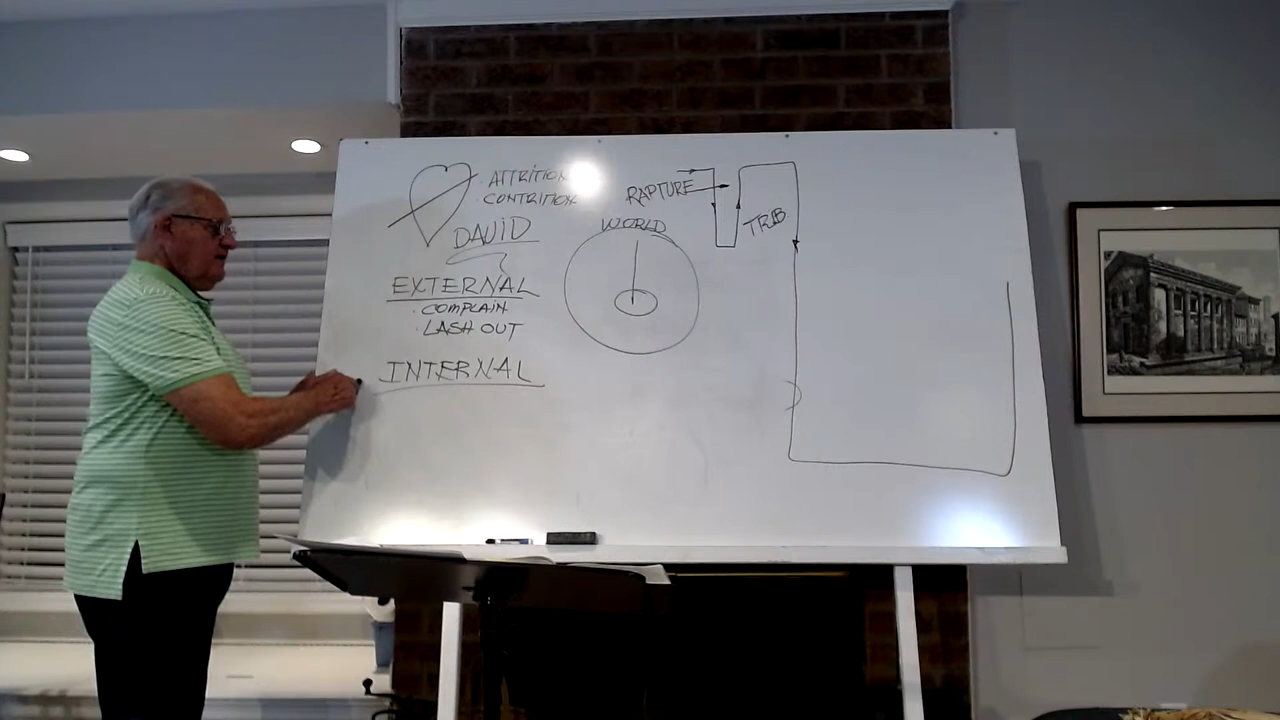 · ATTRITION
· CONTRITION
DAVID
EXTERNAL
· COMPLAIN
· LASH OUT
INTERNAL
RAPTURE
WORLD
TRIB